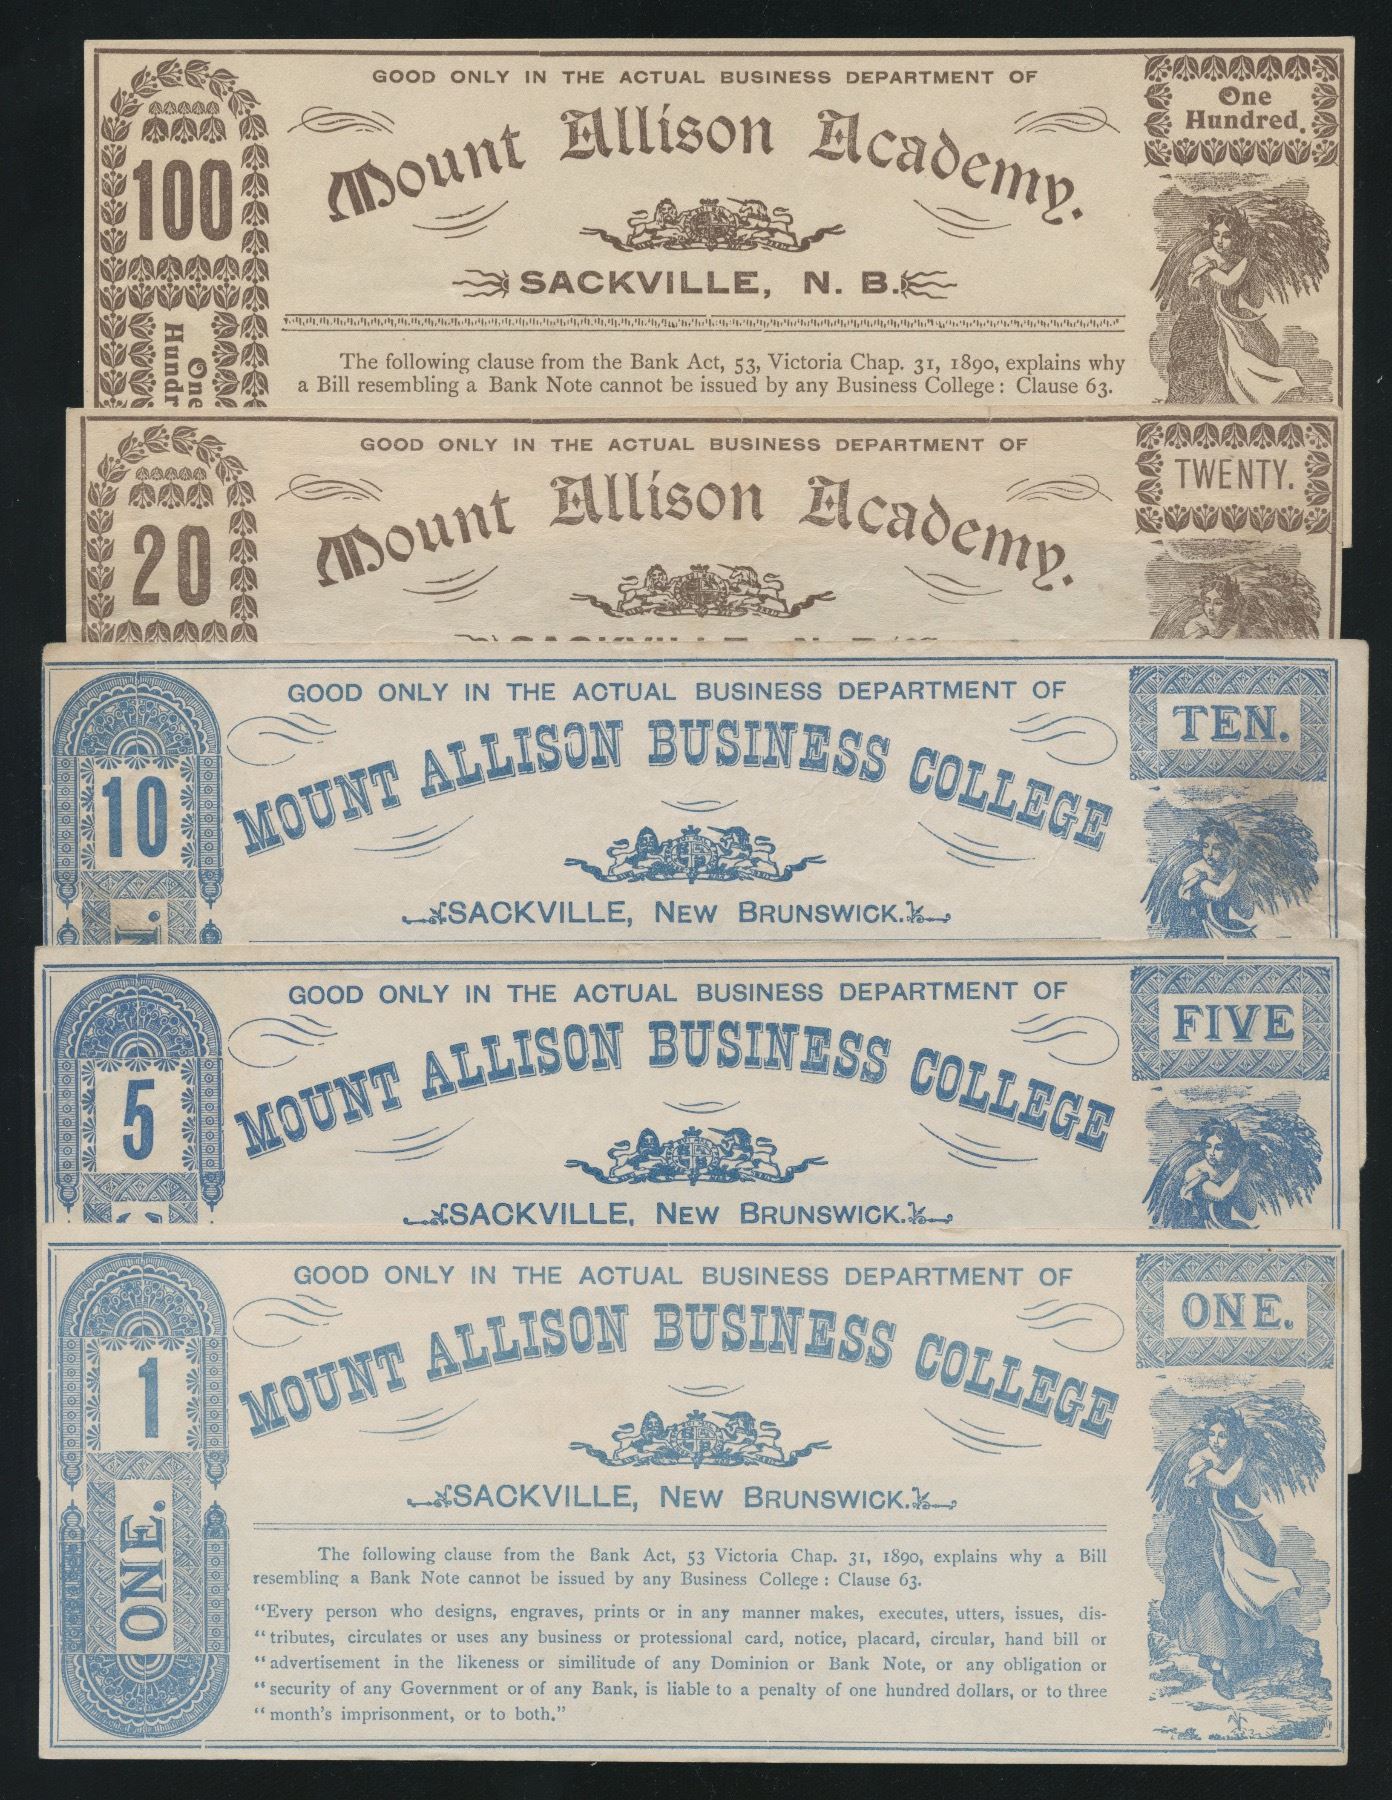 GOOD ONLY IN THE ACTUAL BUSINESS DEPARTMENT OF
One
Hundred.
Mount Allison Academy.
100
SACKVILLE, N. B.
One
Hundr
The following clause from the Bank Act, 53, Victoria Chap. 31, 1890, explains why
a Bill resembling a Bank Note cannot be issued by any Business College: Clause 63.
GOOD ONLY IN THE ACTUAL BUSINESS DEPARTMENT OF
TWENTY.
Mount Allison Academy.
20
SACKVILLE, N. B.
GOOD ONLY IN THE ACTUAL BUSINESS DEPARTMENT OF
TEN.
MOUNT ALLISON BUSINESS COLLEGE
10
SACKVILLE, NEW BRUNSWICK.
N.
GOOD ONLY IN THE ACTUAL BUSINESS DEPARTMENT OF
FIVE
MOUNT ALLISON BUSINESS COLLEGE
5
SACKVILLE, NEW BRUNSWICK.
GOOD ONLY IN THE ACTUAL BUSINESS DEPARTMENT OF
ONE.
MOUNT ALLISON BUSINESS COLLEGE
1
SACKVILLE, NEW BRUNSWICK.
ONE.
The following clause from the Bank Act, 53 Victoria Chap. 31, 1890, explains why a Bill
resembling a Bank Note cannot be issued by any Business College: Clause 63.
"Every person who designs, engraves, prints or in any manner makes, executes, utters, issues, dis-
"tributes, circulates or uses any business or protessional card, notice, placard, circular, hand bill or
"advertisement in the likeness or similitude of any Dominion or Bank Note, or any obligation or
"security of any Government or of any Bank, is liable to a penalty of one hundred dollars, or to three
"month's imprisonment, or to both."